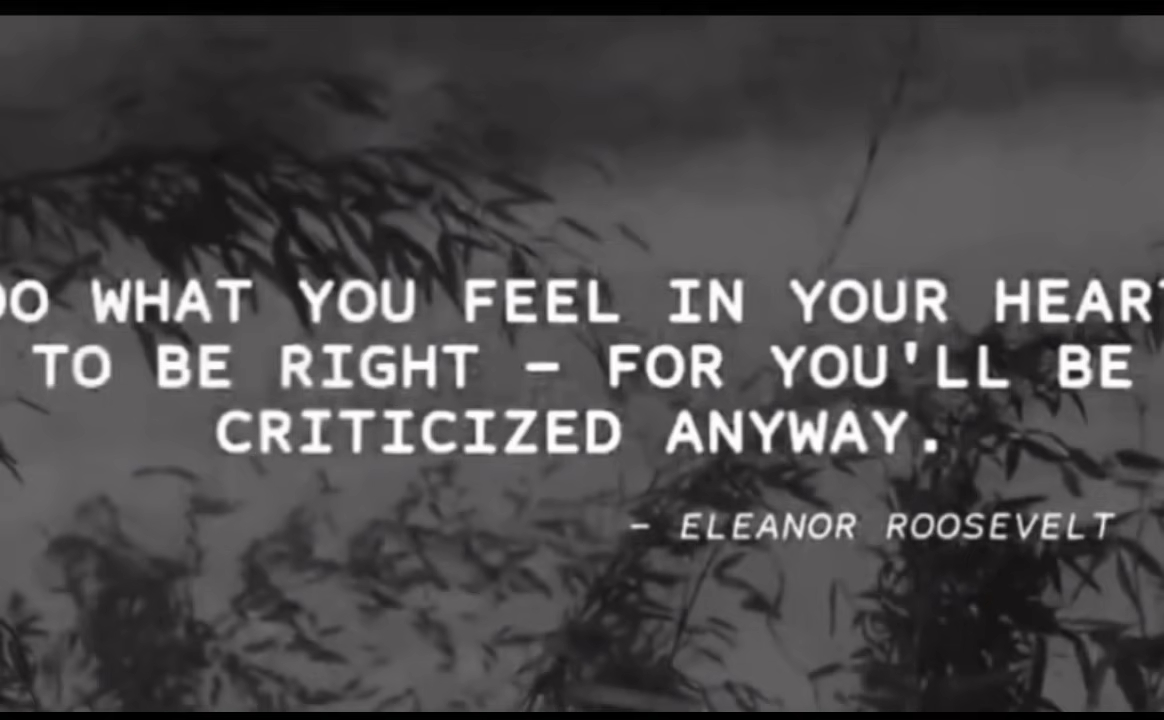 DO WHAT YOU FEEL IN YOUR HEART
TO BE RIGHT – FOR YOU'LL BE
CRITICIZED ANYWAY.
– ELEANOR ROOSEVELT